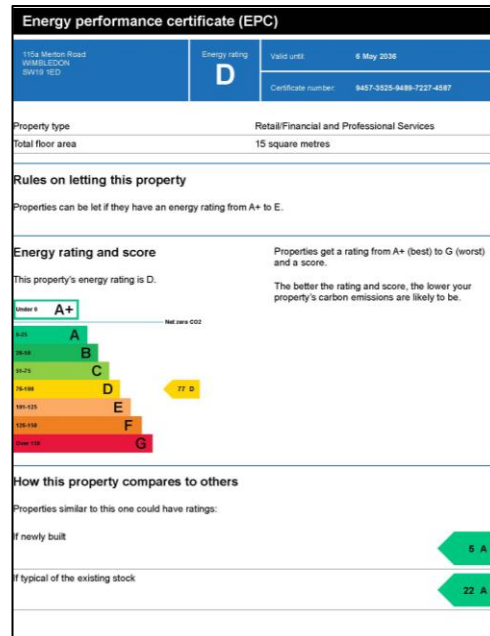 Energy performance certificate (EPC)
115a Merton Road
WIMBLEDON
SW19 1ED
Energy rating
D
Valid until:
6 May 2036
Certificate number:
9457-3525-9489-7227-4587
Property type
Retail/Financial and Professional Services
Total floor area
15 square metres
Rules on letting this property
Properties can be let if they have an energy rating from A+ to E.
Energy rating and score
This property's energy rating is D.
Properties get a rating from A+ (best) to G (worst)
and a score.
The better the rating and score, the lower your
property's carbon emissions are likely to be.
Under 0 A+
Net zero CO2
0-25 A
26-50 B
51-75 C
76-100 D
77 D
101-125 E
126-150 F
Over 150 G
How this property compares to others
Properties similar to this one could have ratings:
If newly built
5 A
If typical of the existing stock
22 A